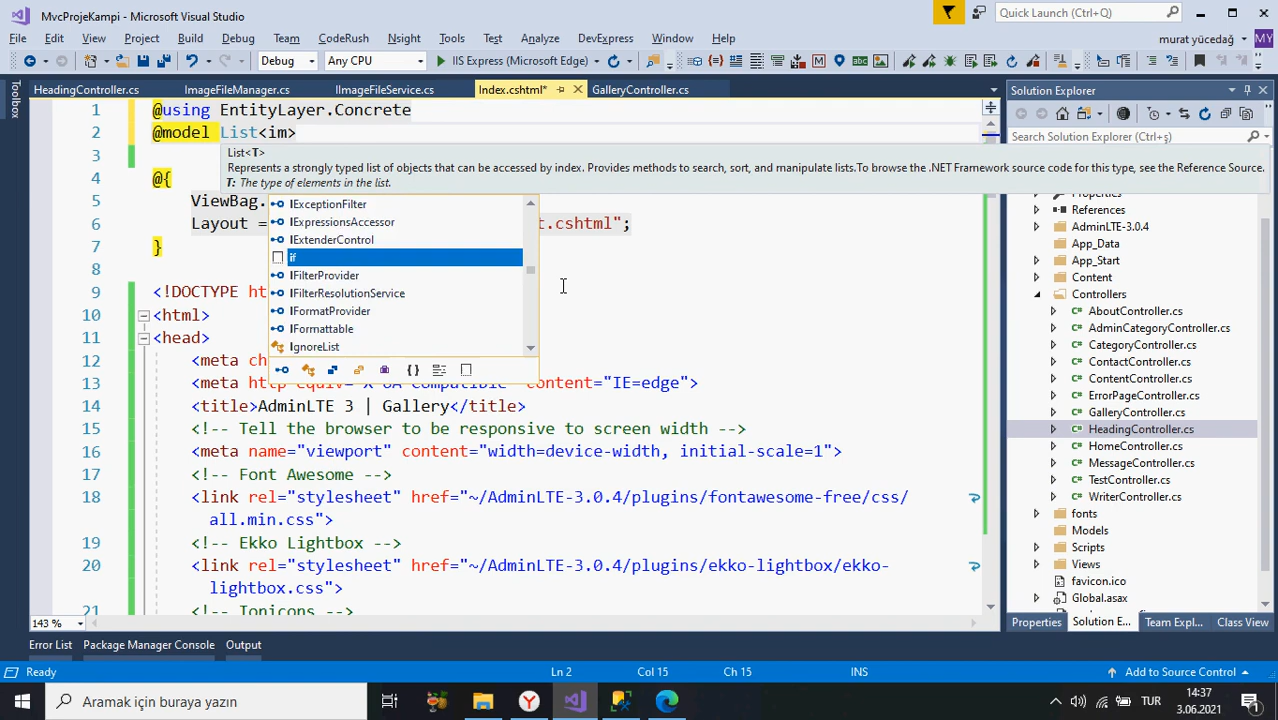 MvcProjeKampi - Microsoft Visual Studio
Quick Launch (Ctrl+Q)
File Edit View Project Build Debug Team CodeRush Nsight Tools Test Analyze DevExpress Window Help
murat yücedağ MY
Debug Any CPU IIS Express (Microsoft Edge)
HeadingController.cs ImageFileManager.cs IImageFileService.cs Index.cshtml* GalleryController.cs
Toolbox
1 @using EntityLayer.Concrete
2 @model List<im>
List<T>
3 Represents a strongly typed list of objects that can be accessed by index. Provides methods to search, sort, and manipulate lists.To browse the .NET Framework source code for this type, see the Reference Source.
T: The type of elements in the list.
4 @{
5 ViewBag.
6 Layout = t.cshtml";
7 }
8
IExceptionFilter
IExpressionsAccessor
IExtenderControl
if
IFilterProvider
IFilterResolutionService
IFormatProvider
IFormattable
IgnoreList
9 <!DOCTYPE ht
10 <html>
11 <head>
12 <meta ch
13 <meta http-equiv="X-UA-Compatible" content="IE=edge">
14 <title>AdminLTE 3 | Gallery</title>
15 <!-- Tell the browser to be responsive to screen width -->
16 <meta name="viewport" content="width=device-width, initial-scale=1">
17 <!-- Font Awesome -->
18 <link rel="stylesheet" href="~/AdminLTE-3.0.4/plugins/fontawesome-free/css/
all.min.css">
19 <!-- Ekko Lightbox -->
20 <link rel="stylesheet" href="~/AdminLTE-3.0.4/plugins/ekko-lightbox/ekko-
lightbox.css">
21 <!-- Ionicons -->
143 %
Solution Explorer
Search Solution Explorer (Ctrl+ş)
Properties
References
AdminLTE-3.0.4
App_Data
App_Start
Content
Controllers
AboutController.cs
AdminCategoryController.cs
CategoryController.cs
ContactController.cs
ContentController.cs
ErrorPageController.cs
GalleryController.cs
HeadingController.cs
HomeController.cs
MessageController.cs
TestController.cs
WriterController.cs
fonts
Models
Scripts
Views
favicon.ico
Global.asax
Properties Solution E... Team Expl... Class View
Error List Package Manager Console Output
Ready Ln 2 Col 15 Ch 15 INS Add to Source Control
Aramak için buraya yazın
TUR 14:37
3.06.2021
1